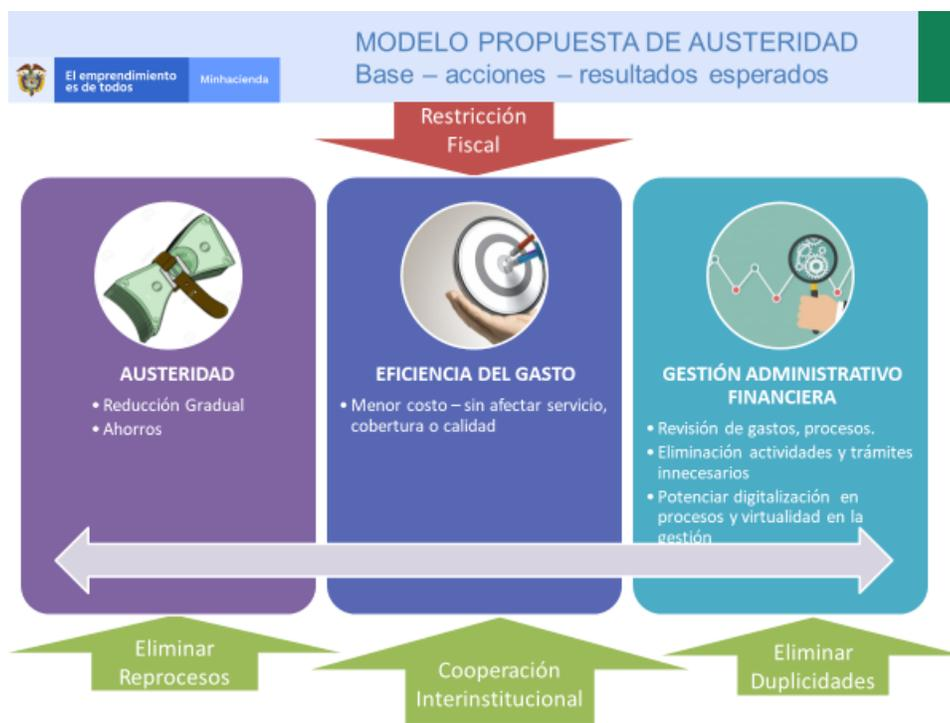 MODELO PROPUESTA DE AUSTERIDAD
Base – acciones – resultados esperados
El emprendimiento
es de todos
Minhacienda
Restricción
Fiscal
AUSTERIDAD
• Reducción Gradual
• Ahorros
EFICIENCIA DEL GASTO
• Menor costo – sin afectar servicio,
cobertura o calidad
GESTIÓN ADMINISTRATIVO
FINANCIERA
• Revisión de gastos, procesos.
• Eliminación actividades y trámites
innecesarios
• Potenciar digitalización en
procesos y virtualidad en la
gestión
Eliminar
Reprocesos
Cooperación
Interinstitucional
Eliminar
Duplicidades